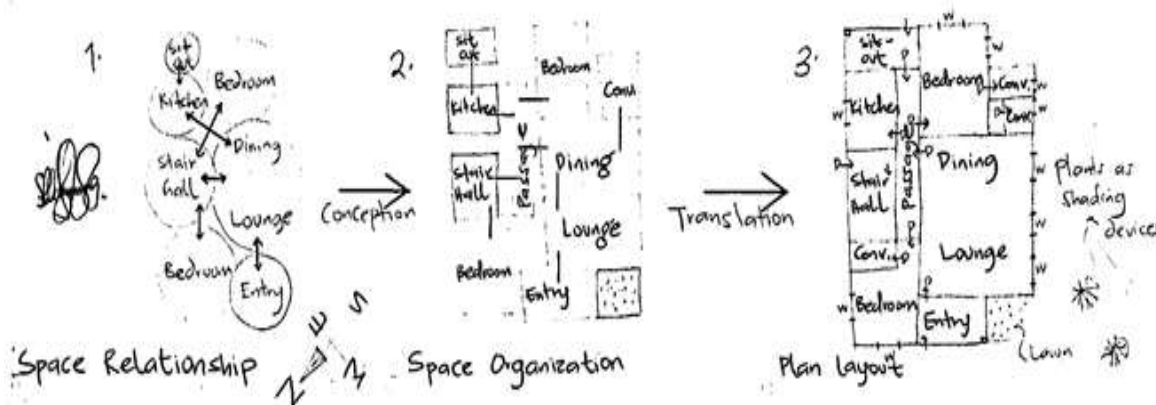 1.
Sit out
Kitchen
Bedroom
Dining
Stair
hall
Lounge
Bedroom
Entry
Space Relationship
Conception
N
E
S
2.
Sit
out
Bedroom
Kitchen
Conv.
Passage
Stair
Hall
Dining
Lounge
Bedroom
Entry
Space Organization
Translation
3.
W
Sit-
out
P
W
Bedroom
Conv.
W
Conv.
W
Kitchen
W
D
D
Passage
Dining
W
Stair
Hall
W
Lounge
W
Conv.
D
Bedroom
Entry
plants as
shading
devices
Lawn
Plan layout